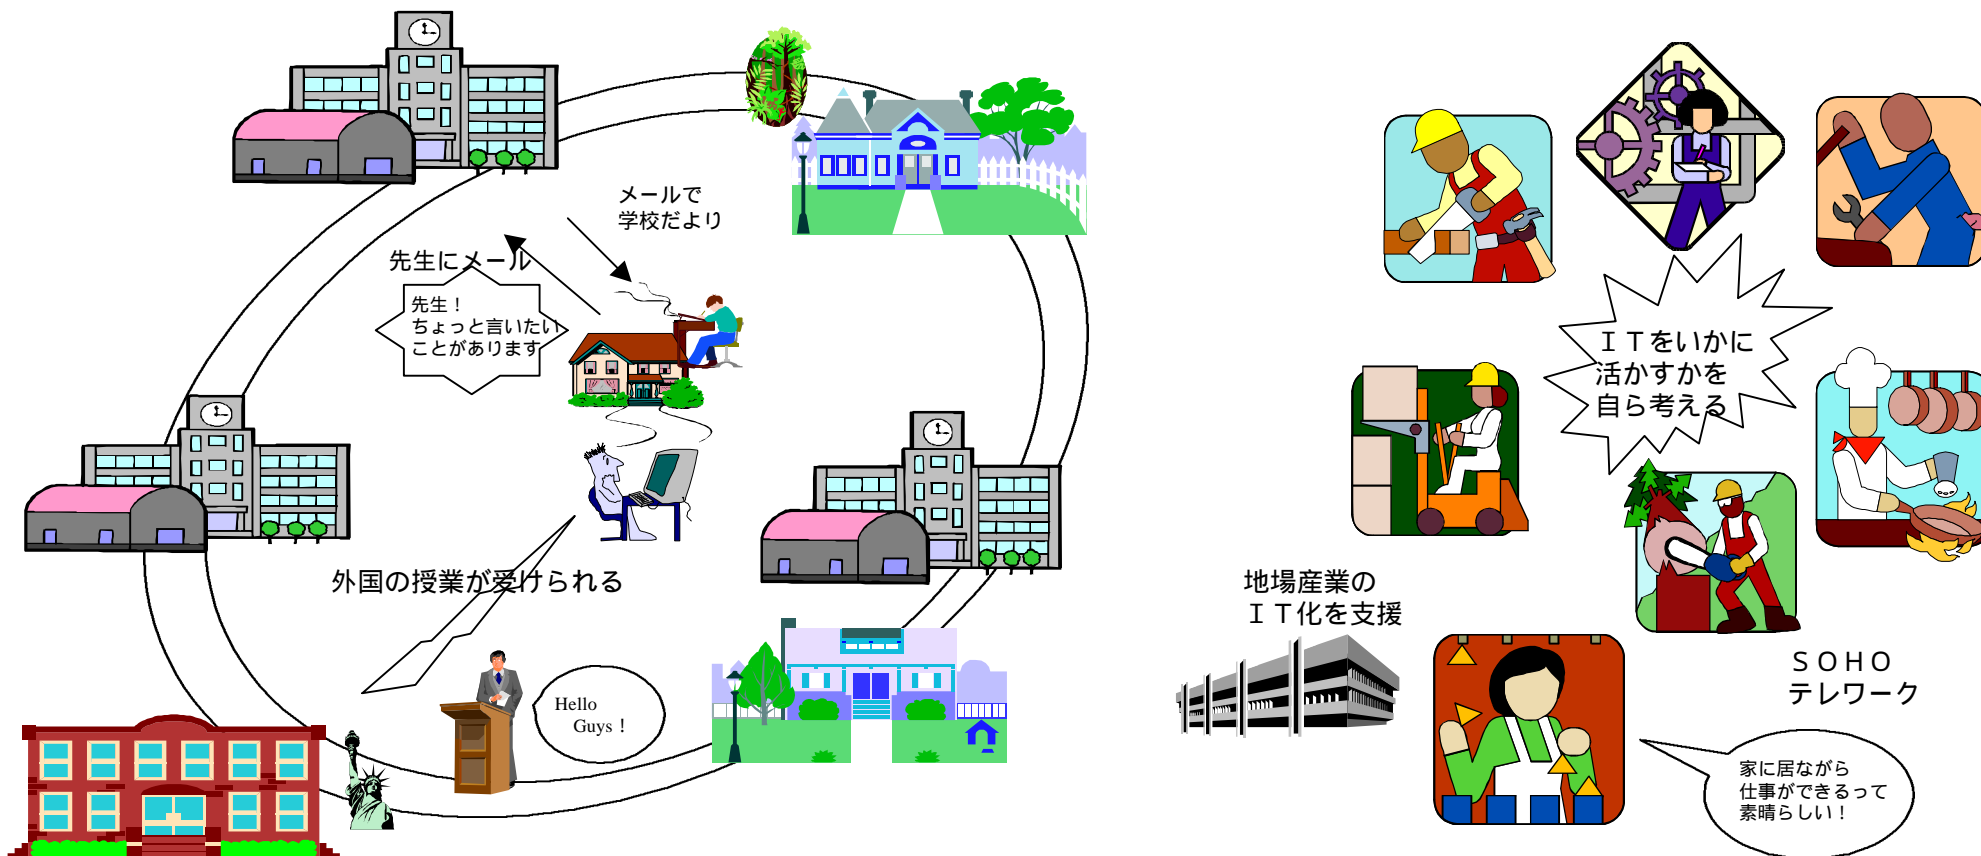 メールで
学校だより
先生にメール
先生！
ちょっと言いたい
ことがあります
外国の授業が受けられる
Hello
Guys！
ＩＴをいかに
活かすかを
自ら考える
地場産業の
ＩＴ化を支援
ＳＯＨＯ
テレワーク
家に居ながら
仕事ができるって
素晴らしい！